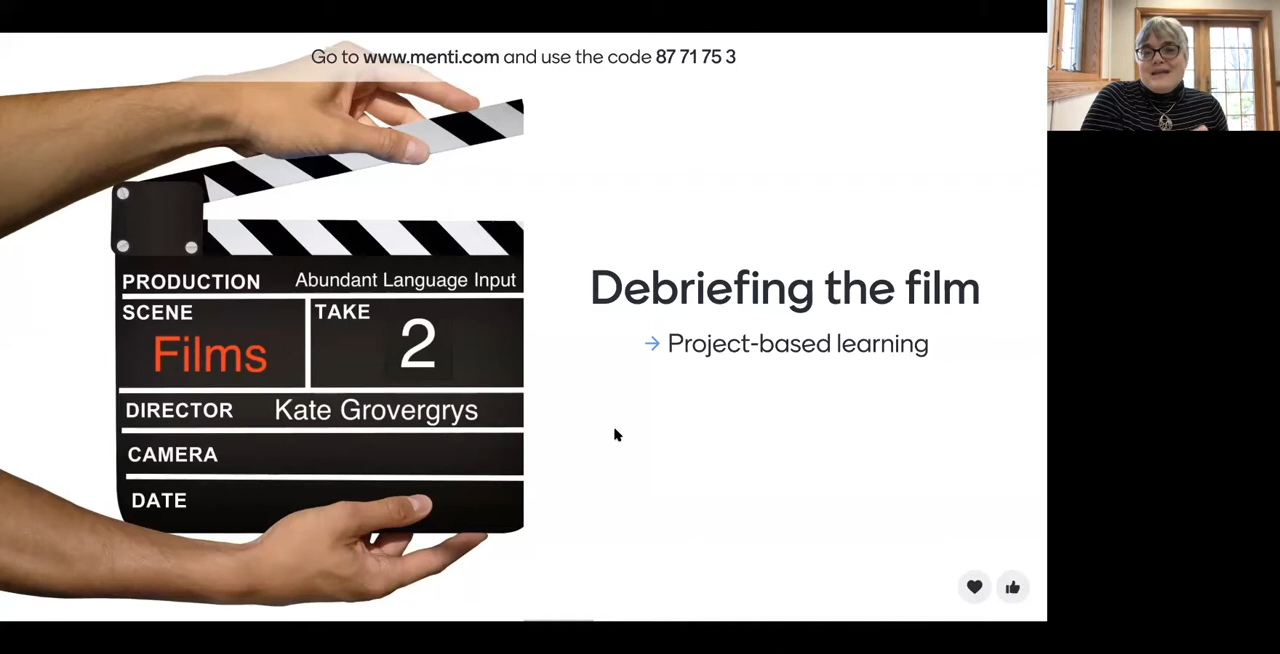 Go to www.menti.com and use the code 87 71 75 3
PRODUCTION Abundant Language Input
SCENE
Films
TAKE
2
DIRECTOR Kate Grovergrys
CAMERA
DATE
Debriefing the film
→ Project-based learning